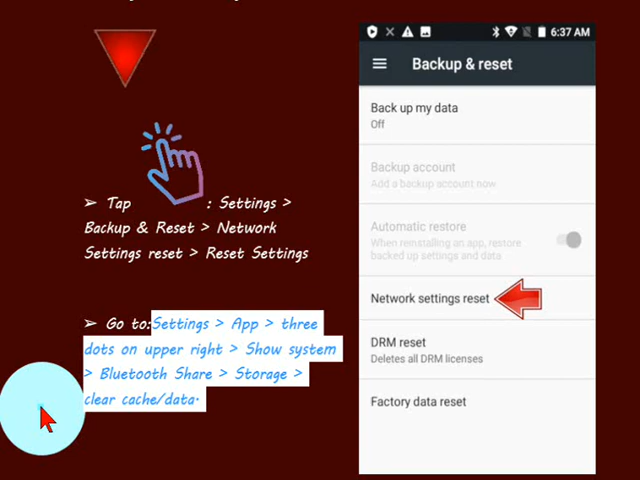 ➢ Tap : Settings >
Backup & Reset > Network
Settings reset > Reset Settings
➢ Go to:Settings > App > three
dots on upper right > Show system
> Bluetooth Share > Storage >
clear cache/data.
6:37 AM
Backup & reset
Back up my data
Off
Backup account
Add a backup account now
Automatic restore
When reinstalling an app, restore
backed up settings and data
Network settings reset
DRM reset
Deletes all DRM licenses
Factory data reset